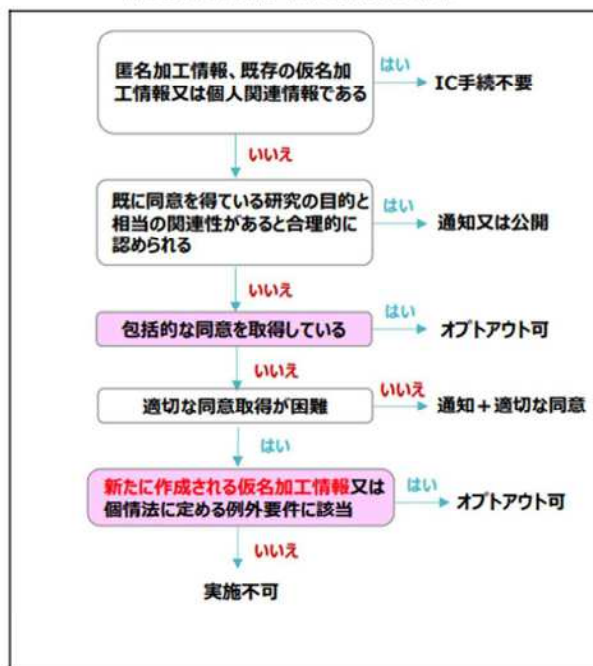 匿名加工情報、既存の仮名加
工情報又は個人関連情報である
はい
IC手続不要
いいえ
既に同意を得ている研究の目的と
相当の関連性があると合理的に
認められる
はい
通知又は公開
いいえ
包括的な同意を取得している
はい
オプトアウト可
いいえ
適切な同意取得が困難
いいえ
通知＋適切な同意
はい
新たに作成される仮名加工情報又は
個情法に定める例外要件に該当
はい
オプトアウト可
いいえ
実施不可